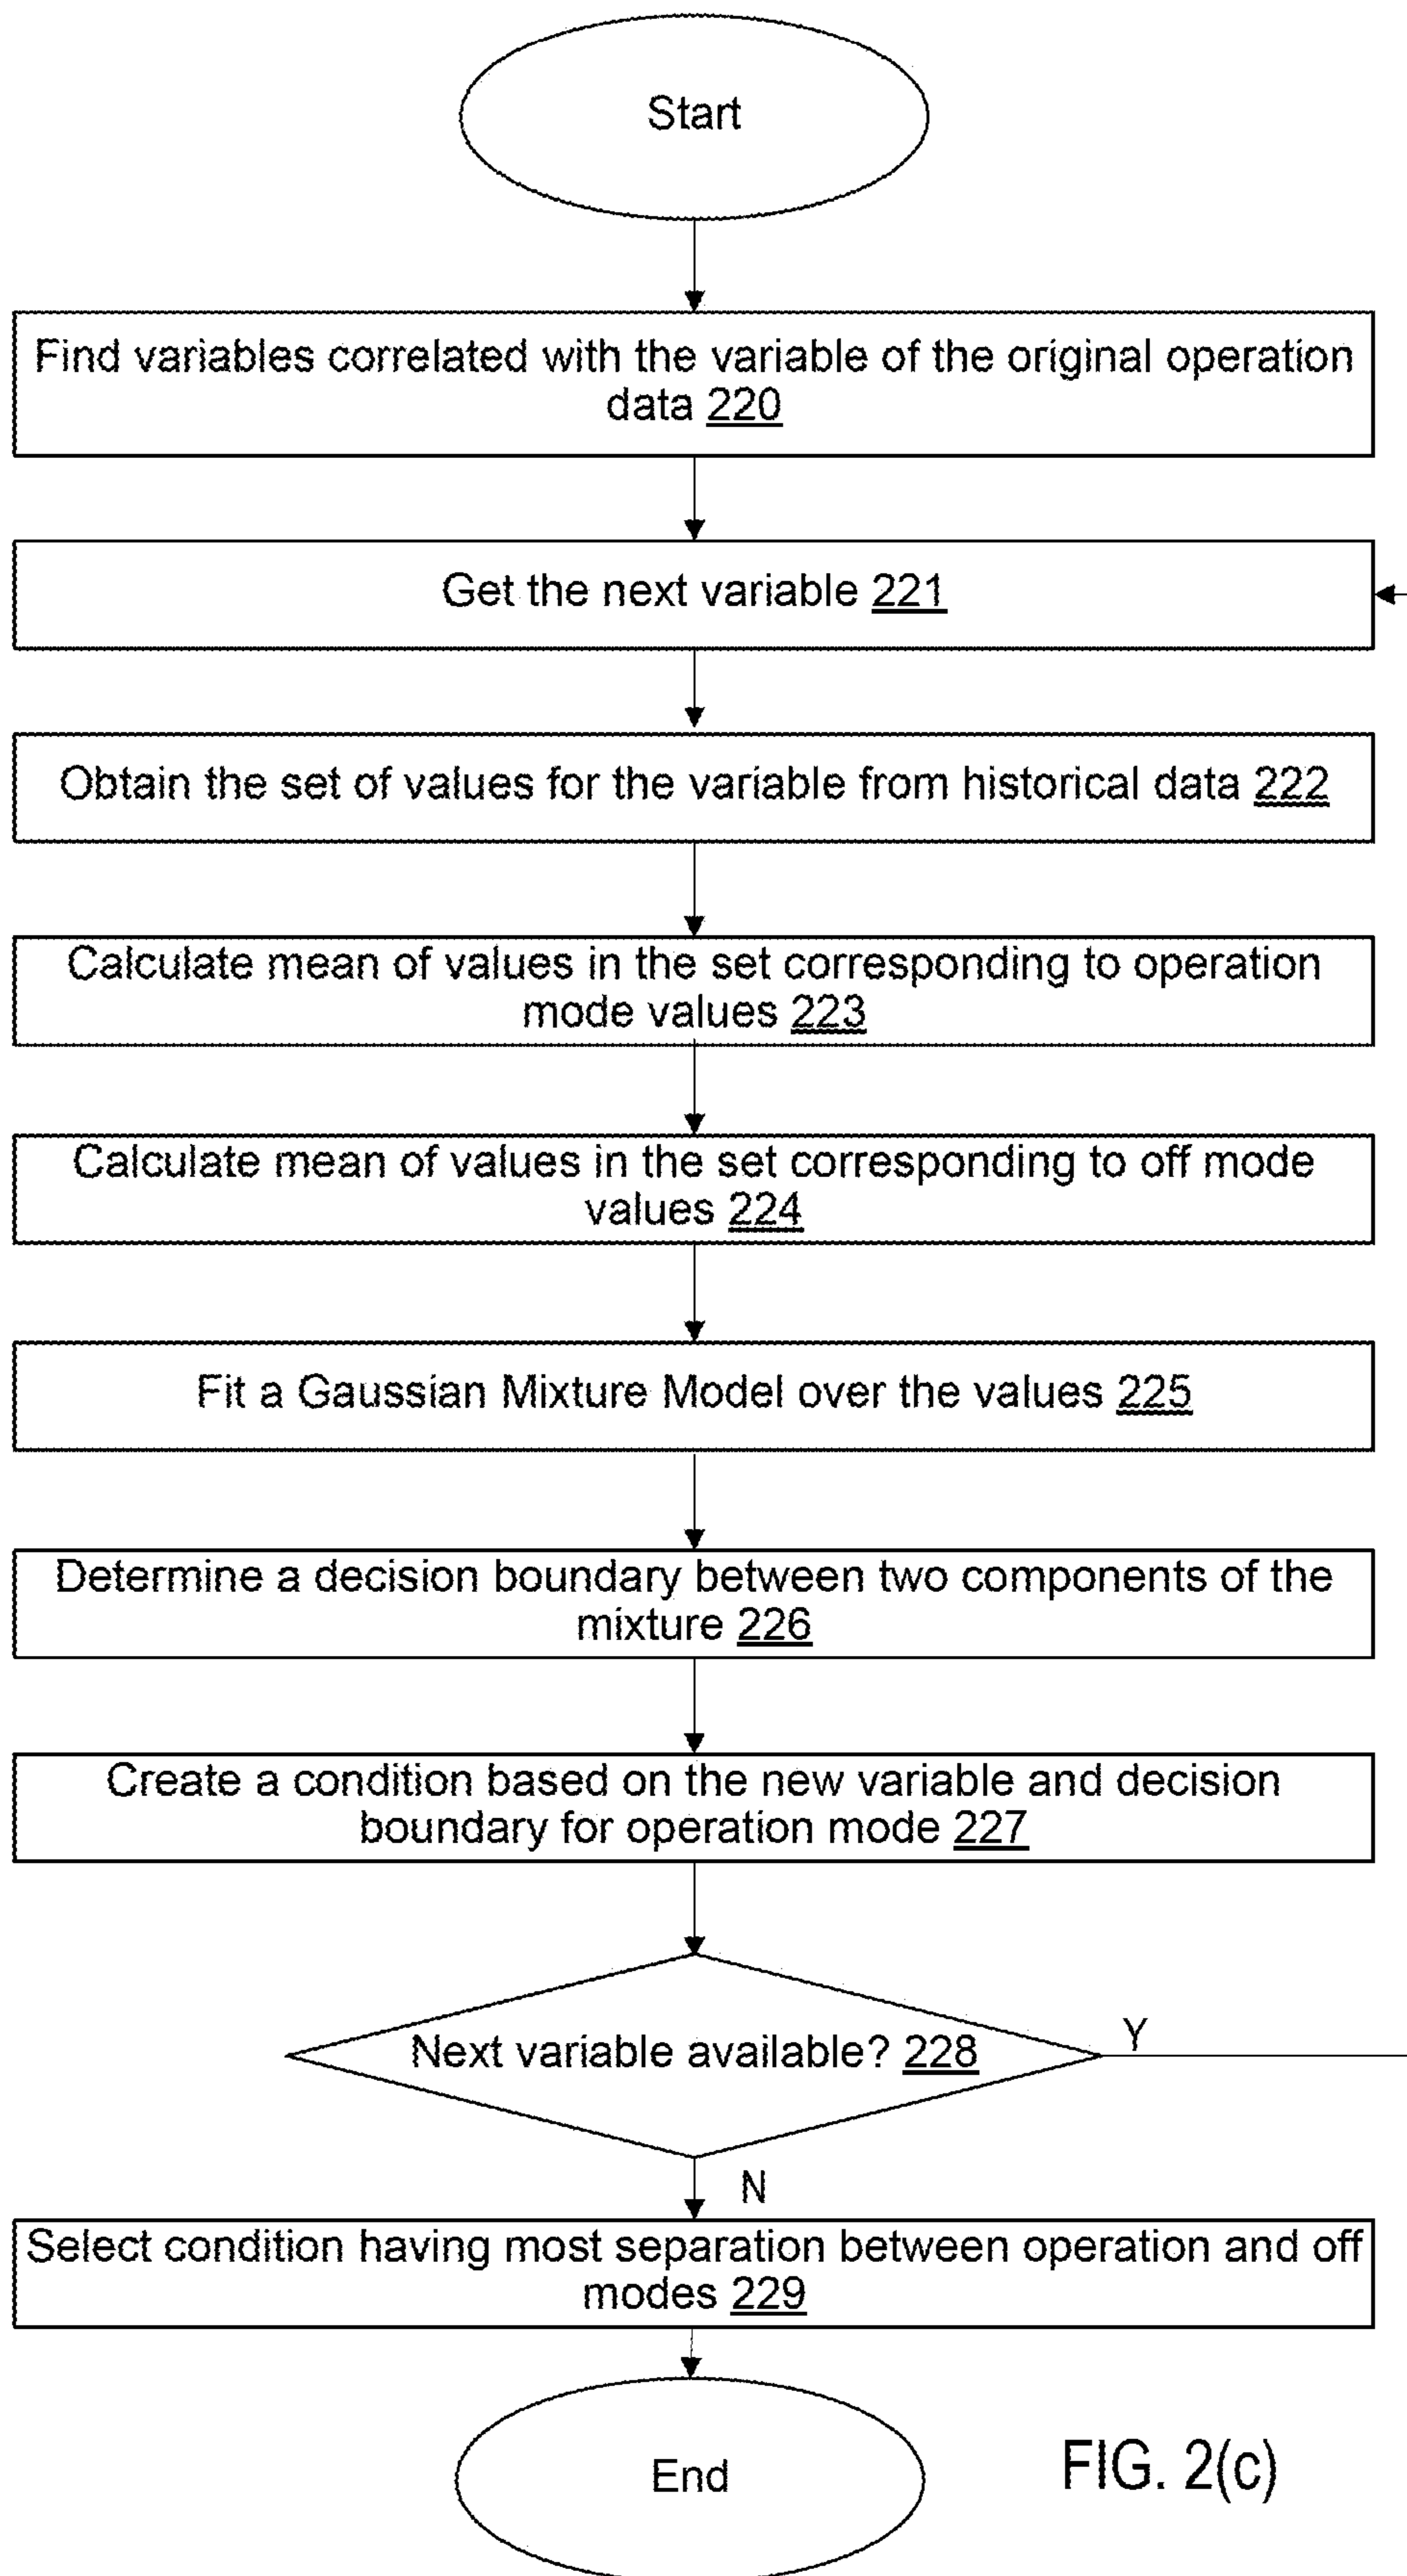 Start
Find variables correlated with the variable of the original operation
data 220
Get the next variable 221
Obtain the set of values for the variable from historical data 222
Calculate mean of values in the set corresponding to operation
mode values 223
Calculate mean of values in the set corresponding to off mode
values 224
Fit a Gaussian Mixture Model over the values 225
Determine a decision boundary between two components of the
mixture 226
Create a condition based on the new variable and decision
boundary for operation mode 227
Next variable available? 228
Y
N
Select condition having most separation between operation and off
modes 229
End
FIG. 2(c)